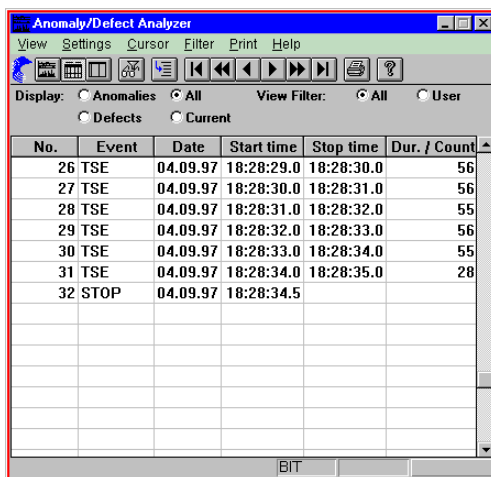 Anomaly/Defect Analyzer
View Settings Cursor Filter Print Help
Display: Anomalies All View Filter: All User
Defects Current
No. Event Date Start time Stop time Dur. / Count
26 TSE 04.09.97 18:28:29.0 18:28:30.0 56
27 TSE 04.09.97 18:28:30.0 18:28:31.0 56
28 TSE 04.09.97 18:28:31.0 18:28:32.0 55
29 TSE 04.09.97 18:28:32.0 18:28:33.0 56
30 TSE 04.09.97 18:28:33.0 18:28:34.0 55
31 TSE 04.09.97 18:28:34.0 18:28:35.0 28
32 STOP 04.09.97 18:28:34.5
BIT